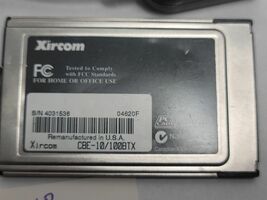 Xircom
FC Tested to Comply
with FCC Standards
FOR HOME OR OFFICE USE
S/N 4031536 04620F
Remanufactured in U.S.A.
Xircom CBE-10/100BTX